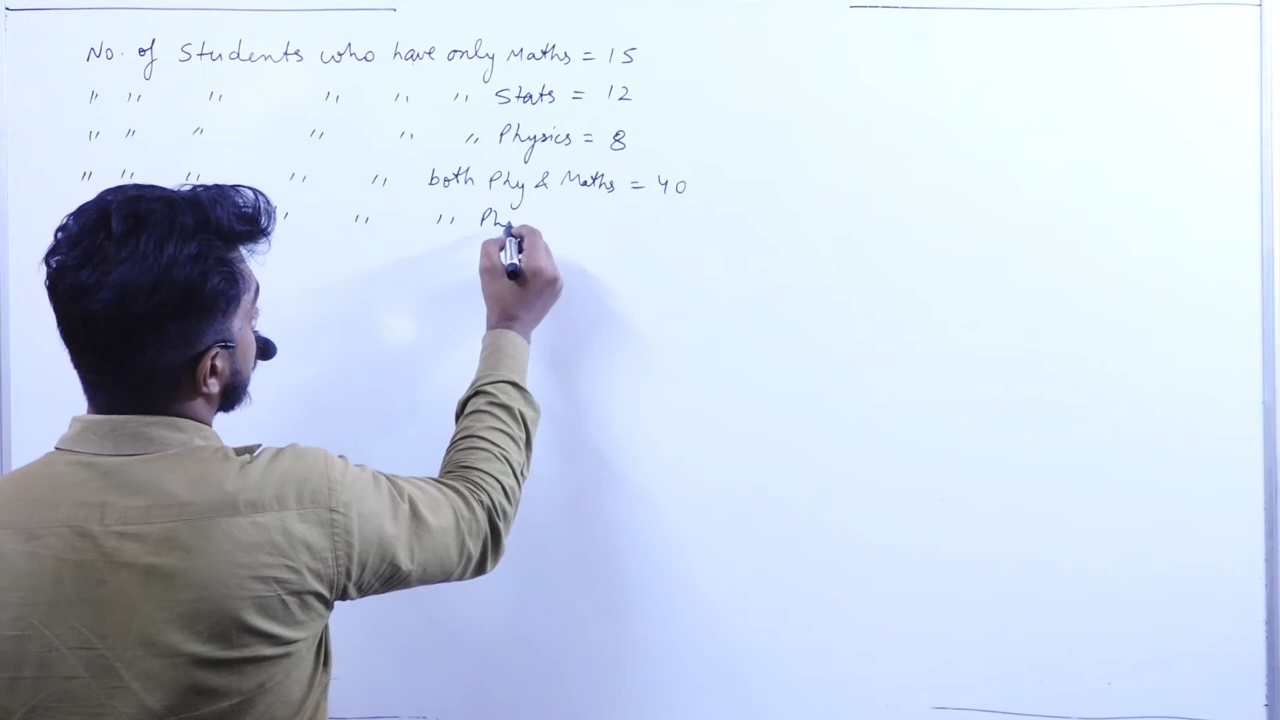 No. of Students who have only Maths = 15
" " " " " " Stats = 12
" " " " " " Physics = 8
" " " " " both Phy & Maths = 40
" " " Ph